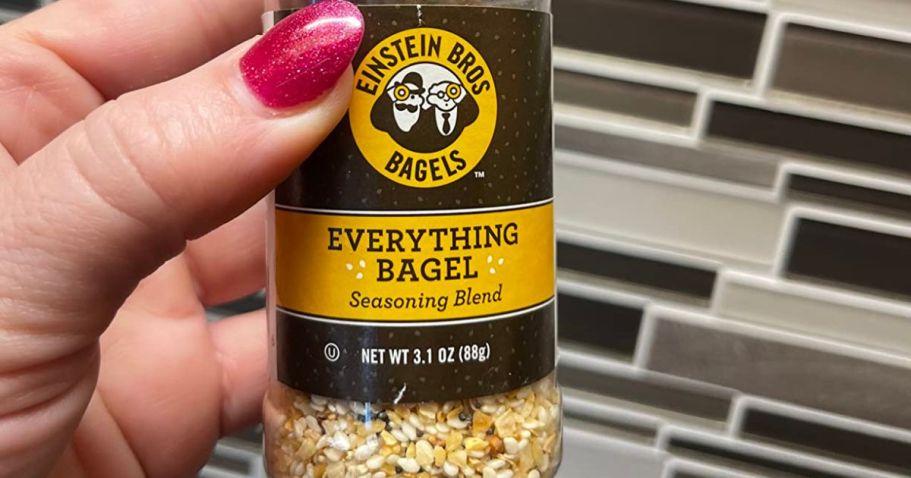 EINSTEIN BROS
BAGELS
™
EVERYTHING
BAGEL
Seasoning Blend
Ⓤ NET WT 3.1 OZ (88g)